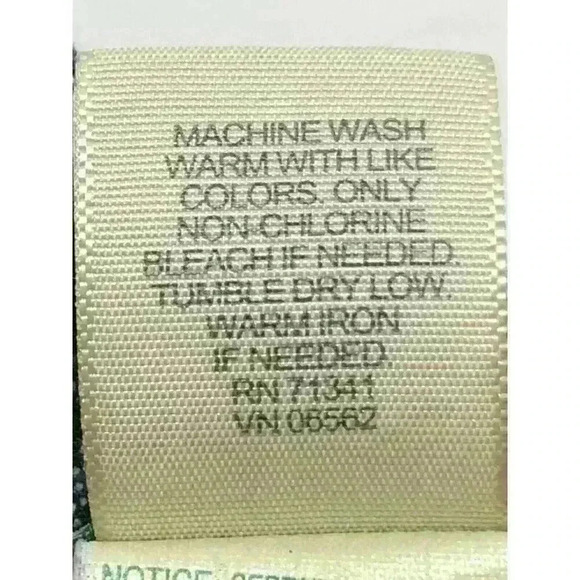 MACHINE WASH
WARM WITH LIKE
COLORS. ONLY
NON-CHLORINE
BLEACH IF NEEDED.
TUMBLE DRY LOW.
WARM IRON
IF NEEDED.
RN 71341
VN 06562
NOTICE